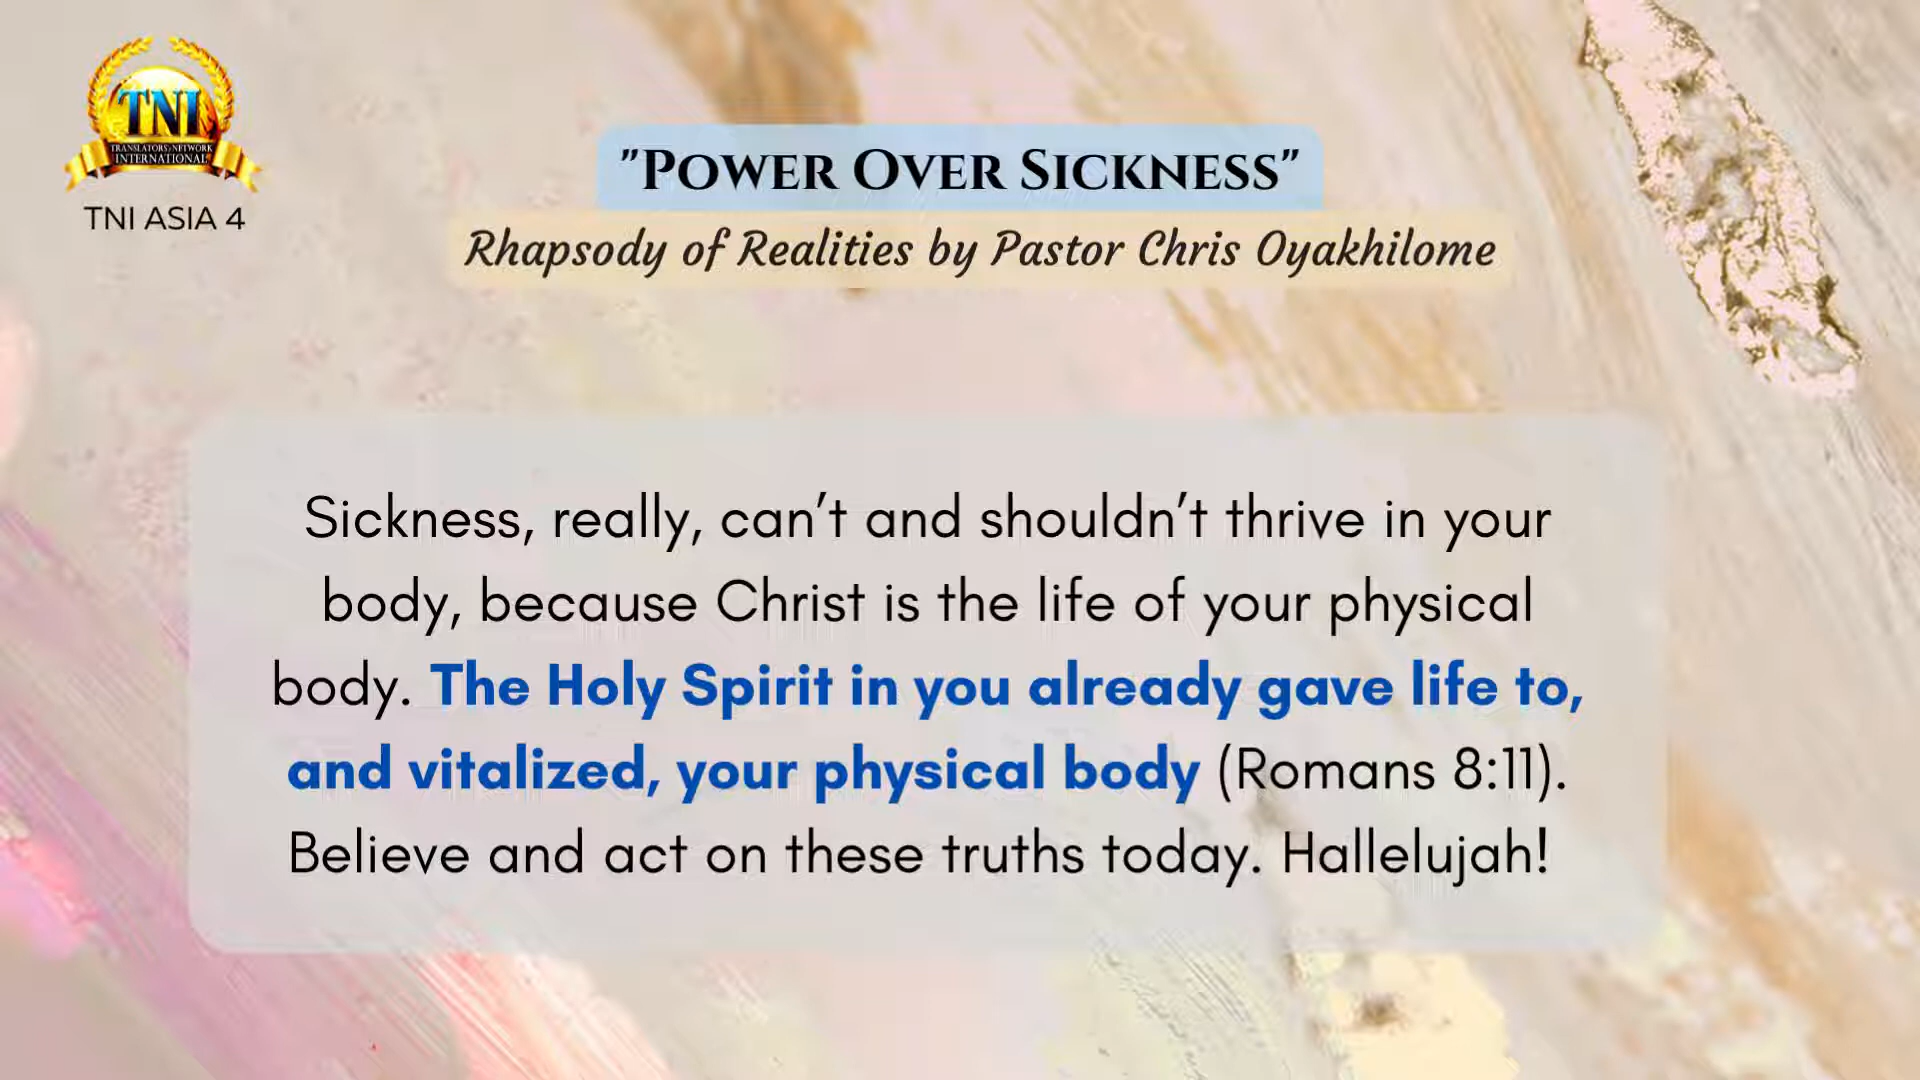 TNI
TRANSLATORS NETWORK
INTERNATIONAL
TNI ASIA 4
"POWER OVER SICKNESS"
Rhapsody of Realities by Pastor Chris Oyakhilome
Sickness, really, can’t and shouldn’t thrive in your
body, because Christ is the life of your physical
body. The Holy Spirit in you already gave life to,
and vitalized, your physical body (Romans 8:11).
Believe and act on these truths today. Hallelujah!